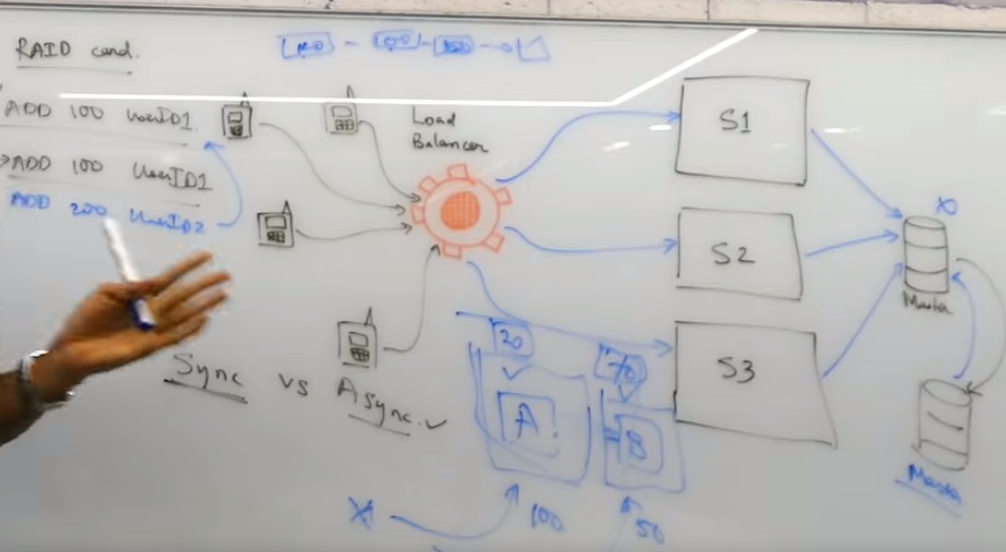 RAID card.
ADD 100 UserID1.
ADD 100 UserID1
ADD 200 UserID2
Load
Balancer
S1
S2
S3
Master
Master
Sync vs Async.
20
70
A
B
100
50